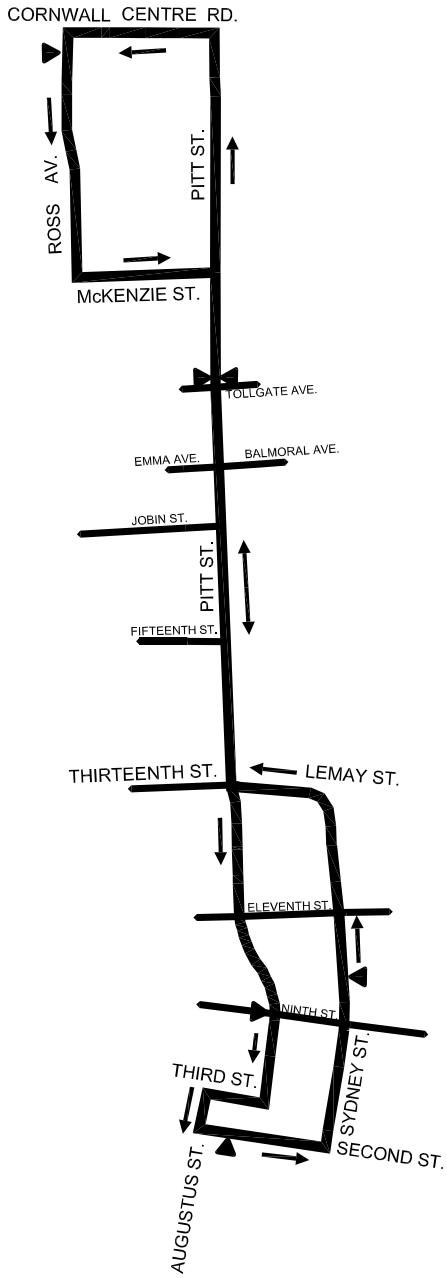 CORNWALL CENTRE RD.
PITT ST.
ROSS AV.
McKENZIE ST.
TOLLGATE AVE.
EMMA AVE.
BALMORAL AVE.
JOBIN ST.
PITT ST.
FIFTEENTH ST.
THIRTEENTH ST.
LEMAY ST.
ELEVENTH ST.
NINTH ST.
THIRD ST.
SYDNEY ST.
SECOND ST.
AUGUSTUS ST.